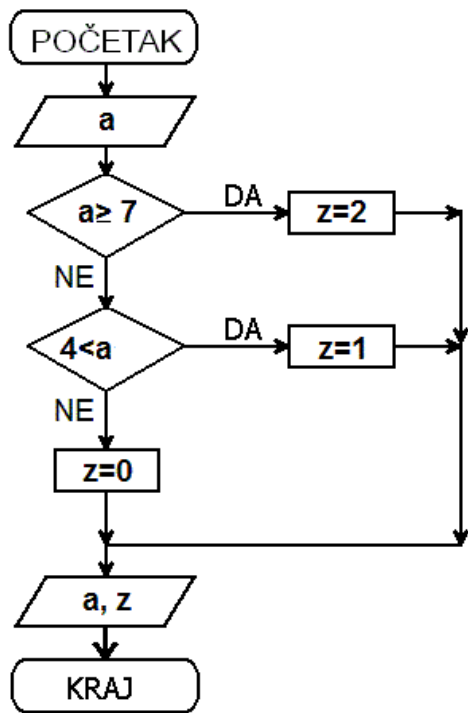 POČETAK
a
a≥ 7
DA
z=2
NE
4<a
DA
z=1
NE
z=0
a, z
KRAJ